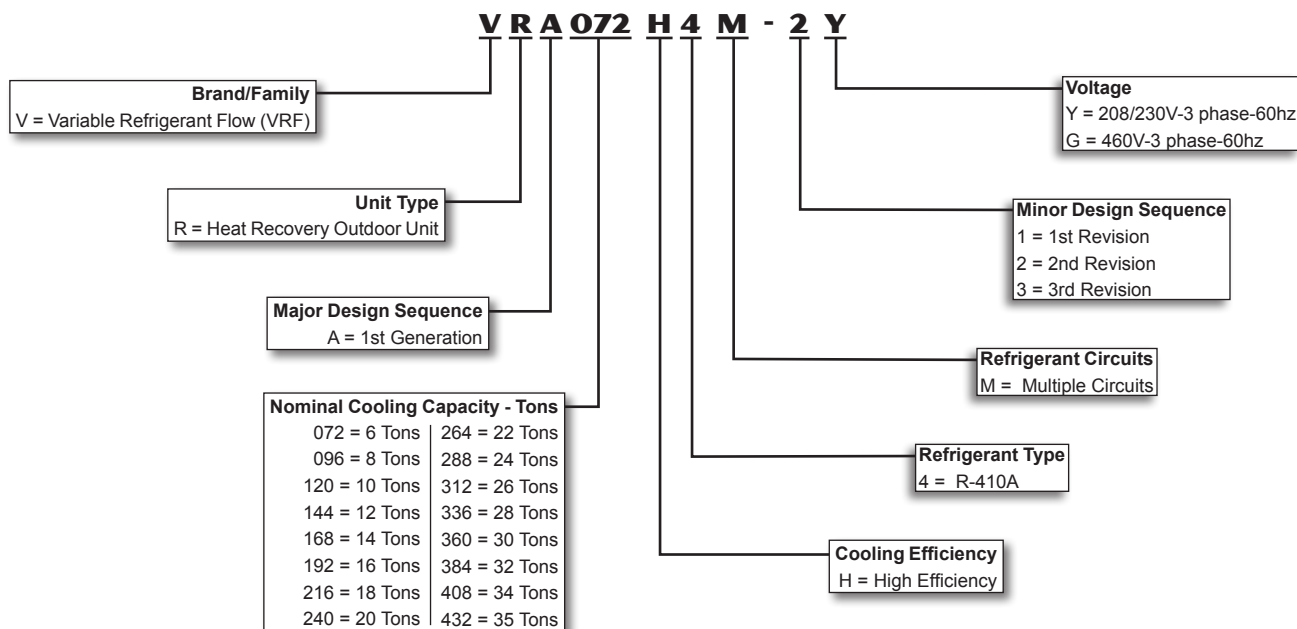 V R A 072 H 4 M - 2 Y
Brand/Family
V = Variable Refrigerant Flow (VRF)
Unit Type
R = Heat Recovery Outdoor Unit
Major Design Sequence
A = 1st Generation
Nominal Cooling Capacity - Tons
072 = 6 Tons 264 = 22 Tons
096 = 8 Tons 288 = 24 Tons
120 = 10 Tons 312 = 26 Tons
144 = 12 Tons 336 = 28 Tons
168 = 14 Tons 360 = 30 Tons
192 = 16 Tons 384 = 32 Tons
216 = 18 Tons 408 = 34 Tons
240 = 20 Tons 432 = 35 Tons
Voltage
Y = 208/230V-3 phase-60hz
G = 460V-3 phase-60hz
Minor Design Sequence
1 = 1st Revision
2 = 2nd Revision
3 = 3rd Revision
Refrigerant Circuits
M = Multiple Circuits
Refrigerant Type
4 = R-410A
Cooling Efficiency
H = High Efficiency